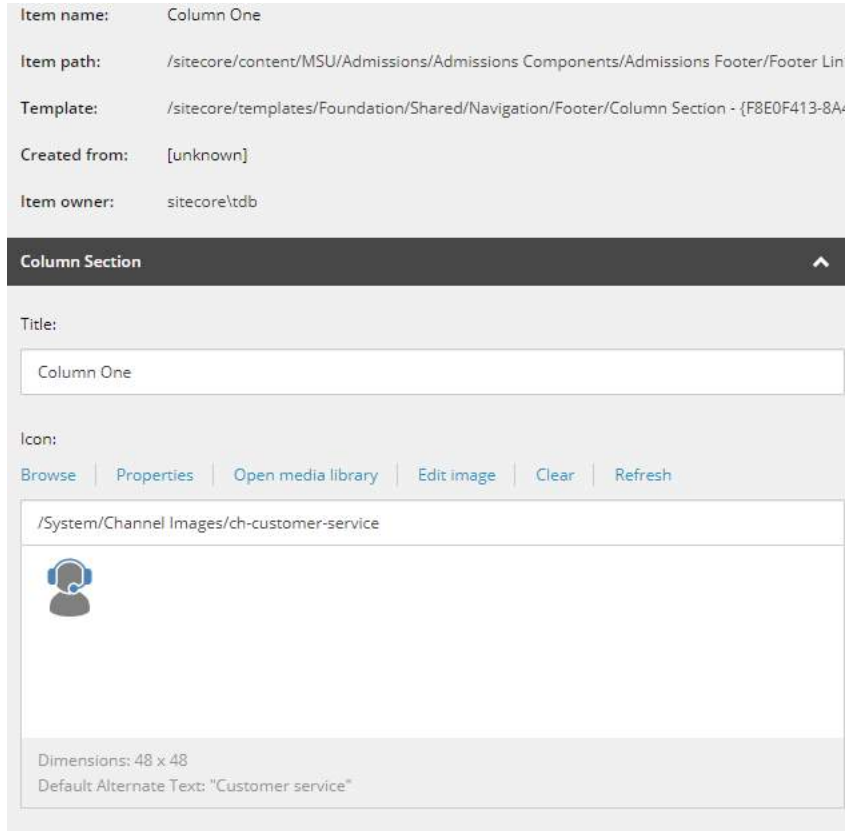 Item name: Column One
Item path: /sitecore/content/MSU/Admissions/Admissions Components/Admissions Footer/Footer Lin
Template: /sitecore/templates/Foundation/Shared/Navigation/Footer/Column Section - {F8E0F413-8A4
Created from: [unknown]
Item owner: sitecore\tdb
Column Section
Title:
Column One
Icon:
Browse Properties Open media library Edit image Clear Refresh
/System/Channel Images/ch-customer-service
Dimensions: 48 x 48
Default Alternate Text: "Customer service"